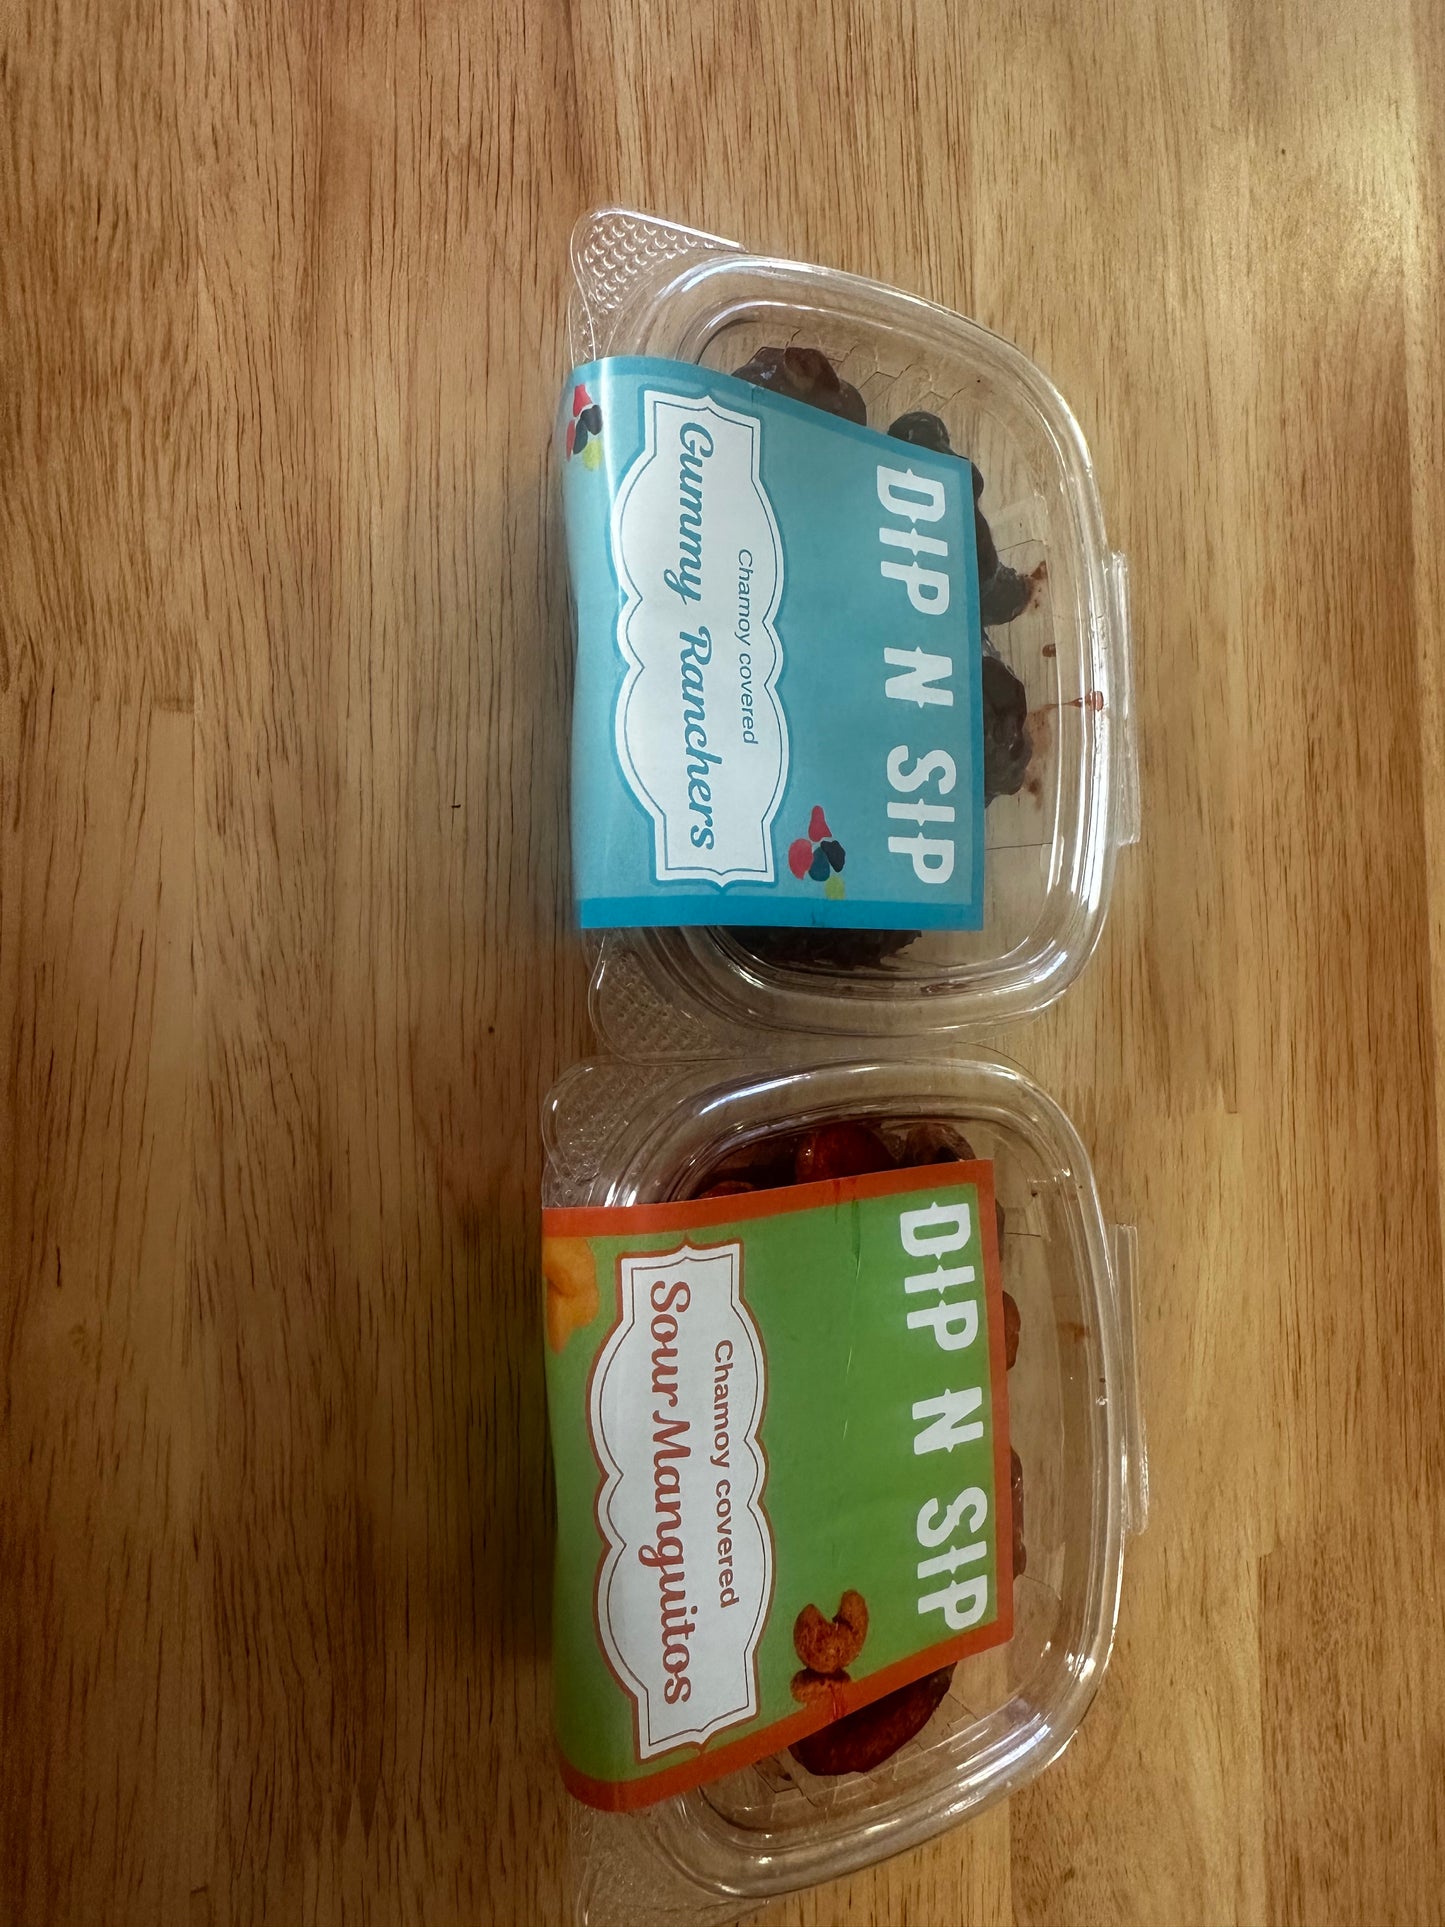 DIP N SIP
Chamoy covered
Gummy Ranchers
DIP N SIP
Chamoy covered
Sour Manguitos